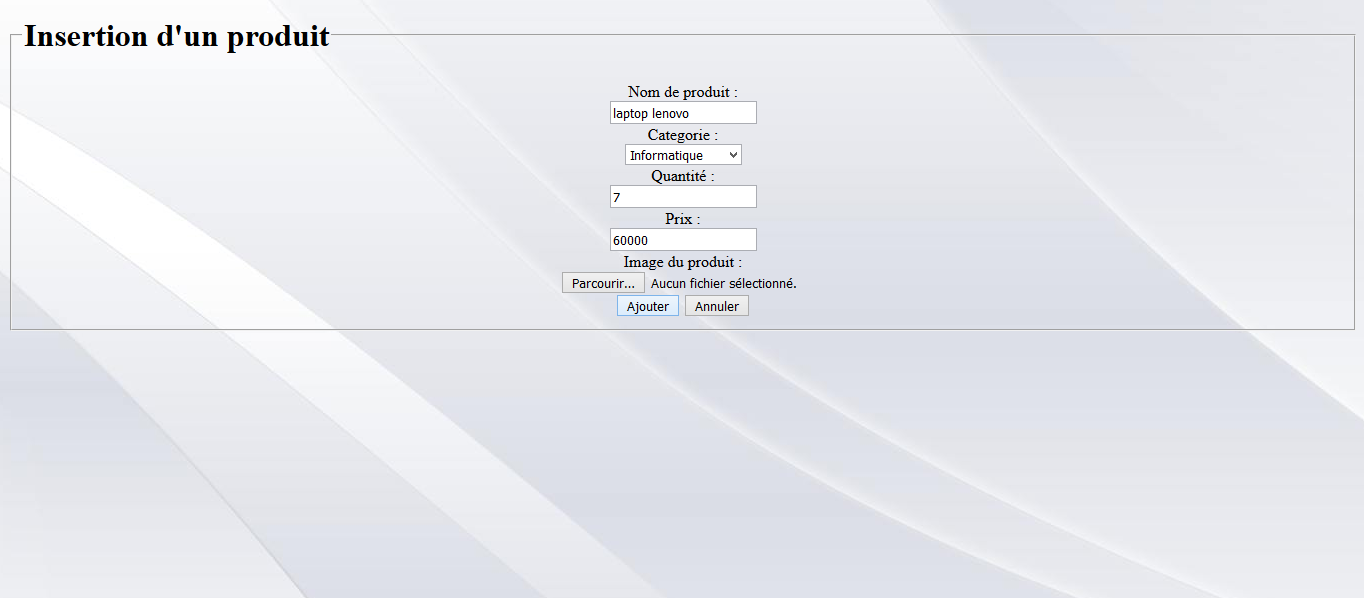 Insertion d'un produit
Nom de produit :
laptop lenovo
Categorie :
Informatique
Quantité :
7
Prix :
60000
Image du produit :
Parcourir... Aucun fichier sélectionné.
Ajouter Annuler